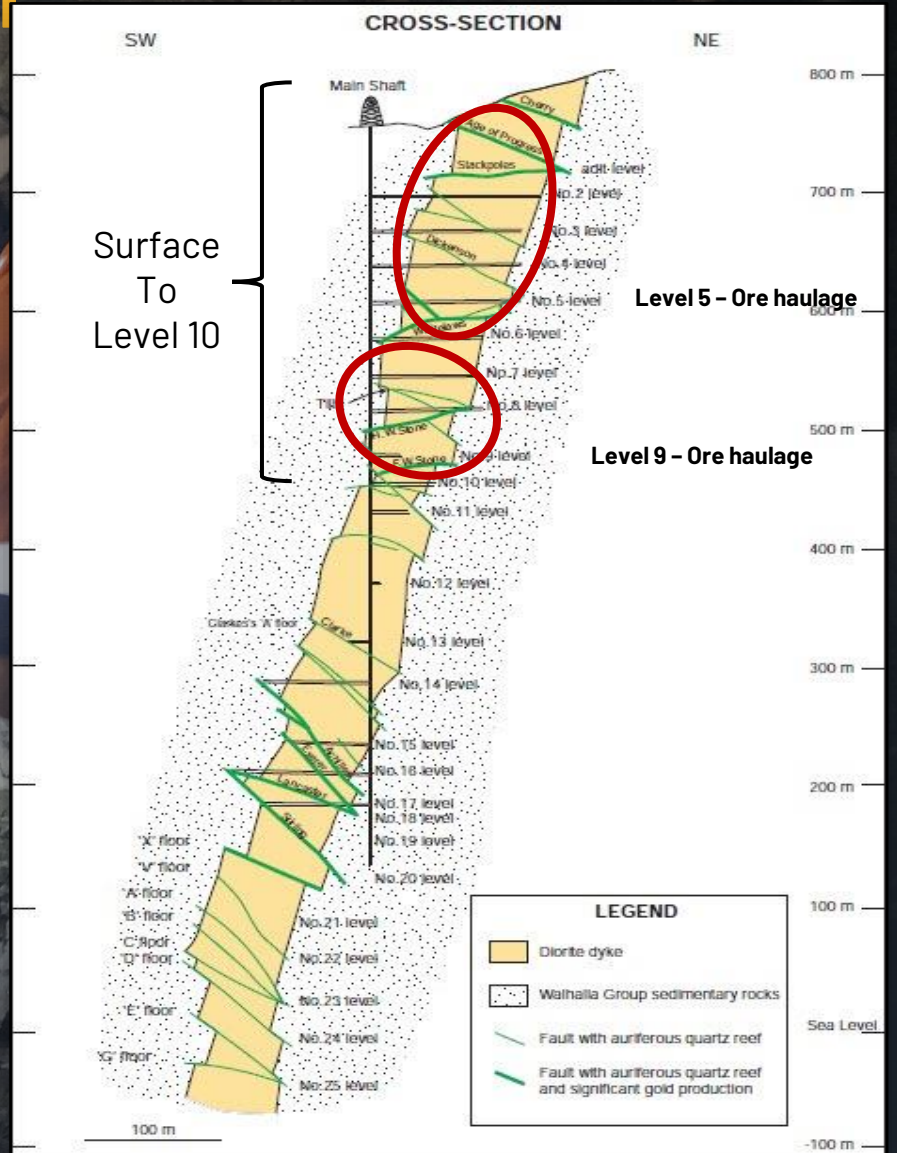 CROSS-SECTION
SW
NE
800 m
Main Shaft
Cherry
Age of Progress
Stackpoles
adit level
700 m
No.2 level
No.3 level
Dickenson
No.4 level
Surface
To
Level 10
No.5 level
Level 5 – Ore haulage
600 m
No.6 level
No.7 level
No.8 level
500 m
H.W Stone
No.9 level
Level 9 – Ore haulage
F.W Stone
No.10 level
No.11 level
400 m
No.12 level
'A' floor
Clarke
No.13 level
300 m
No.14 level
No.15 level
No.16 level
Lancaster
200 m
No.17 level
No.18 level
No.19 level
'X' floor
'V' floor
No.20 level
'A' floor
'B' floor
100 m
No.21 level
'C' floor
'D' floor
No.22 level
No.23 level
'E' floor
No.24 level
'G' floor
No.25 level
Sea Level
-100 m
100 m
LEGEND
Diorite dyke
Walhalla Group sedimentary rocks
Fault with auriferous quartz reef
Fault with auriferous quartz reef
and significant gold production